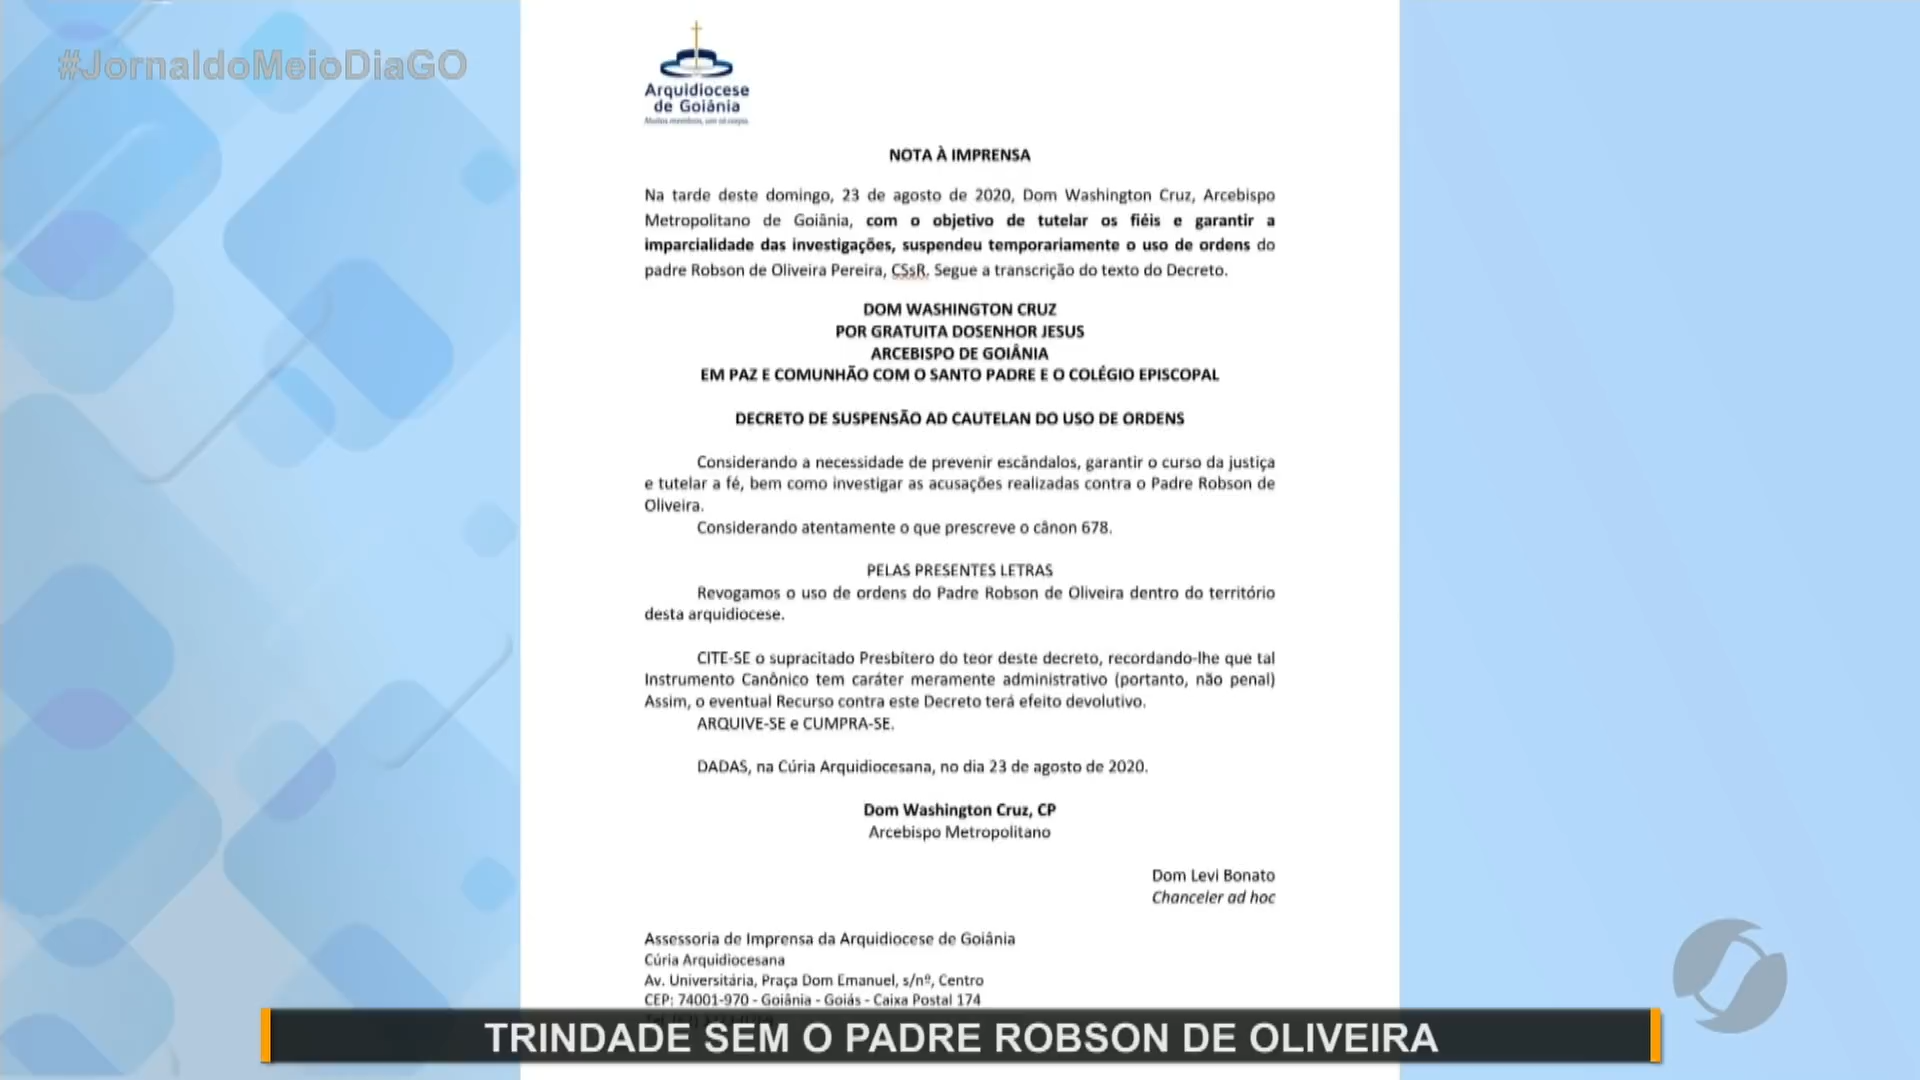 #JornaldoMeioDiaGO
Arquidiocese
de Goiânia
Muitos membros, um só corpo.
NOTA À IMPRENSA
Na tarde deste domingo, 23 de agosto de 2020, Dom Washington Cruz, Arcebispo
Metropolitano de Goiânia, com o objetivo de tutelar os fiéis e garantir a
imparcialidade das investigações, suspendeu temporariamente o uso de ordens do
padre Robson de Oliveira Pereira, CSsR. Segue a transcrição do texto do Decreto.
DOM WASHINGTON CRUZ
POR GRATUITA DOSENHOR JESUS
ARCEBISPO DE GOIÂNIA
EM PAZ E COMUNHÃO COM O SANTO PADRE E O COLÉGIO EPISCOPAL
DECRETO DE SUSPENSÃO AD CAUTELAN DO USO DE ORDENS
Considerando a necessidade de prevenir escândalos, garantir o curso da justiça
e tutelar a fé, bem como investigar as acusações realizadas contra o Padre Robson de
Oliveira.
Considerando atentamente o que prescreve o cânon 678.
PELAS PRESENTES LETRAS
Revogamos o uso de ordens do Padre Robson de Oliveira dentro do território
desta arquidiocese.
CITE-SE o supracitado Presbítero do teor deste decreto, recordando-lhe que tal
Instrumento Canônico tem caráter meramente administrativo (portanto, não penal)
Assim, o eventual Recurso contra este Decreto terá efeito devolutivo.
ARQUIVE-SE e CUMPRA-SE.
DADAS, na Cúria Arquidiocesana, no dia 23 de agosto de 2020.
Dom Washington Cruz, CP
Arcebispo Metropolitano
Dom Levi Bonato
Chanceler ad hoc
Assessoria de Imprensa da Arquidiocese de Goiânia
Cúria Arquidiocesana
Av. Universitária, Praça Dom Emanuel, s/nº, Centro
CEP: 74001-970 - Goiânia - Goiás - Caixa Postal 174
TRINDADE SEM O PADRE ROBSON DE OLIVEIRA